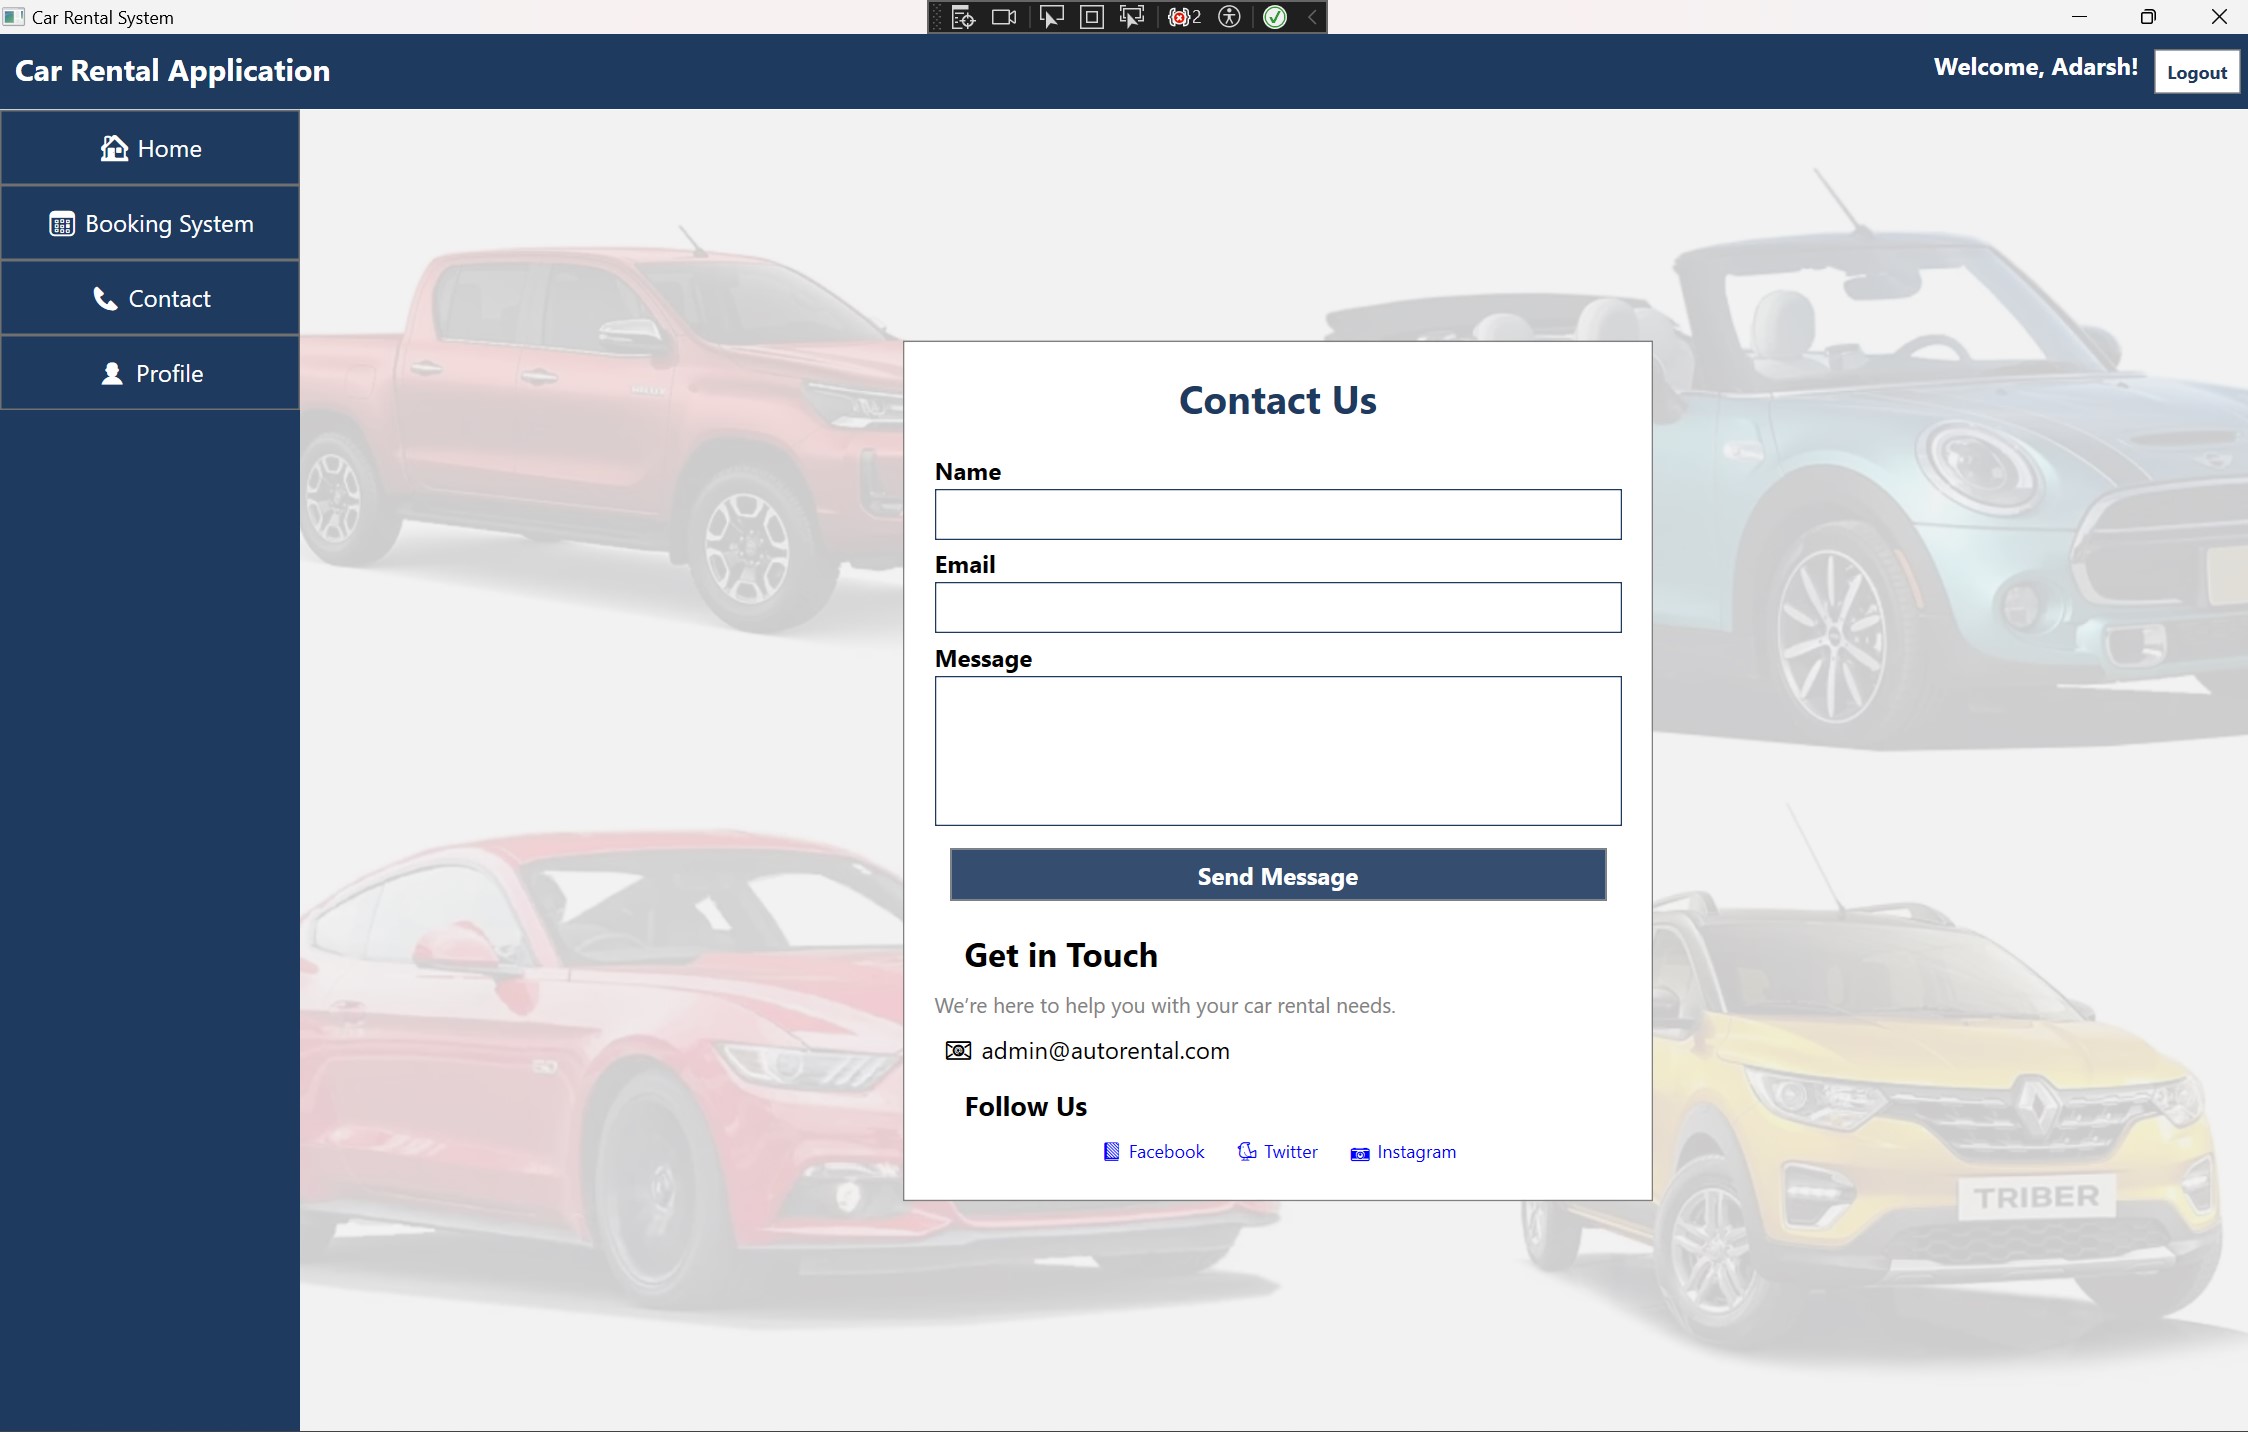 Car Rental System
2
Car Rental Application
Welcome, Adarsh!
Logout
Home
Booking System
Contact
Profile
Contact Us
Name
Email
Message
Send Message
Get in Touch
We're here to help you with your car rental needs.
admin@autorental.com
Follow Us
Facebook Twitter Instagram
TRIBER